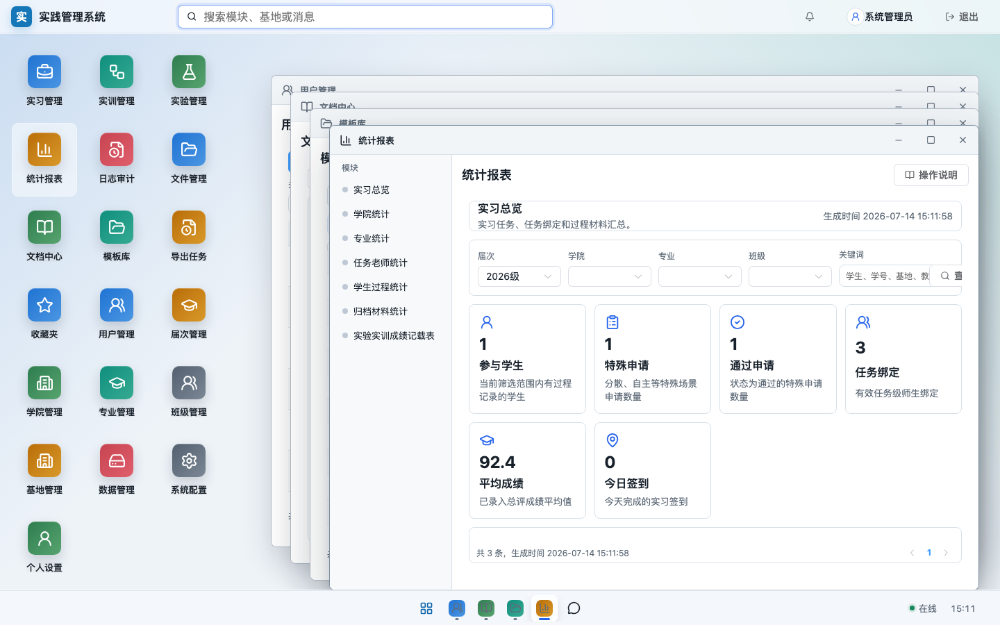 实 实践管理系统
搜索模块、基地或消息
系统管理员
退出
实习管理
实训管理
实验管理
统计报表
日志审计
文件管理
文档中心
模板库
导出任务
收藏夹
用户管理
届次管理
学院管理
专业管理
班级管理
基地管理
数据管理
系统配置
个人设置
用户管理
用
文档中心
文
模板库
模
统计报表
模块
实习总览
学院统计
专业统计
任务老师统计
学生过程统计
归档材料统计
实验实训成绩记载表
统计报表
操作说明
实习总览
实习任务、任务绑定和过程材料汇总。
生成时间 2026-07-14 15:11:58
届次
学院
专业
班级
关键词
2026级
学生、学号、基地、教
查
1
参与学生
当前筛选范围内有过程
记录的学生
1
特殊申请
分散、自主等特殊场景
申请数量
1
通过申请
状态为通过的特殊申请
数量
3
任务绑定
有效任务级师生绑定
92.4
平均成绩
已录入总评成绩平均值
0
今日签到
今天完成的实习签到
共 3 条，生成时间 2026-07-14 15:11:58
1
在线
15:11